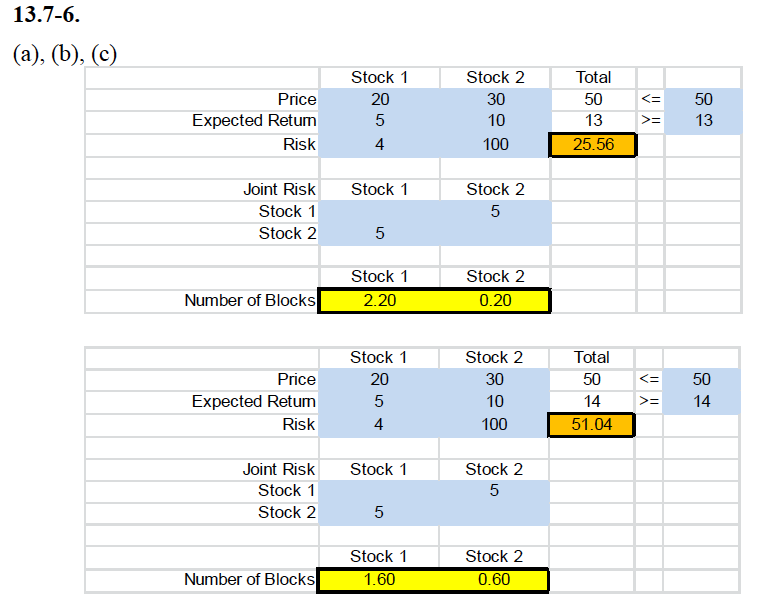 13.7-6.
(a), (b), (c)
Stock 1 Stock 2 Total
Price 20 30 50 <= 50
Expected Return 5 10 13 >= 13
Risk 4 100 25.56
Joint Risk Stock 1 Stock 2
Stock 1 5
Stock 2 5
Stock 1 Stock 2
Number of Blocks 2.20 0.20
Stock 1 Stock 2 Total
Price 20 30 50 <= 50
Expected Return 5 10 14 >= 14
Risk 4 100 51.04
Joint Risk Stock 1 Stock 2
Stock 1 5
Stock 2 5
Stock 1 Stock 2
Number of Blocks 1.60 0.60